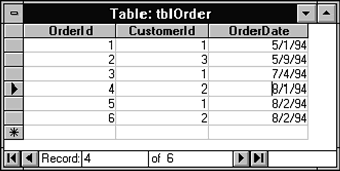 Table: tblOrder
OrderId CustomerId OrderDate
1 1 5/1/94
2 3 5/9/94
3 1 7/4/94
4 2 8/1/94
5 1 8/2/94
6 2 8/2/94
Record: 4 of 6